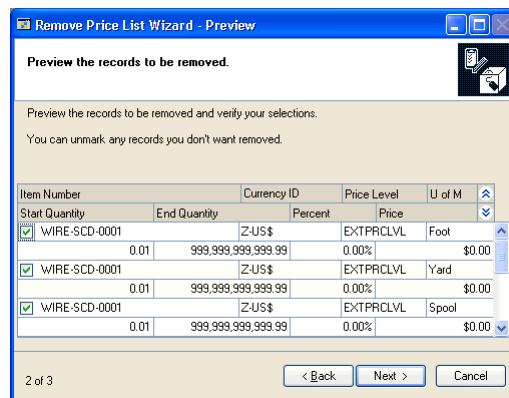 Remove Price List Wizard - Preview
Preview the records to be removed.
Preview the records to be removed and verify your selections.
You can unmark any records you don't want removed.
Item Number Currency ID Price Level U of M
Start Quantity End Quantity Percent Price
WIRE-SCD-0001 Z-US$ EXTPRCLVL Foot
0.01 999,999,999,999.99 0.00% $0.00
WIRE-SCD-0001 Z-US$ EXTPRCLVL Yard
0.01 999,999,999,999.99 0.00% $0.00
WIRE-SCD-0001 Z-US$ EXTPRCLVL Spool
0.01 999,999,999,999.99 0.00% $0.00
2 of 3 < Back Next > Cancel